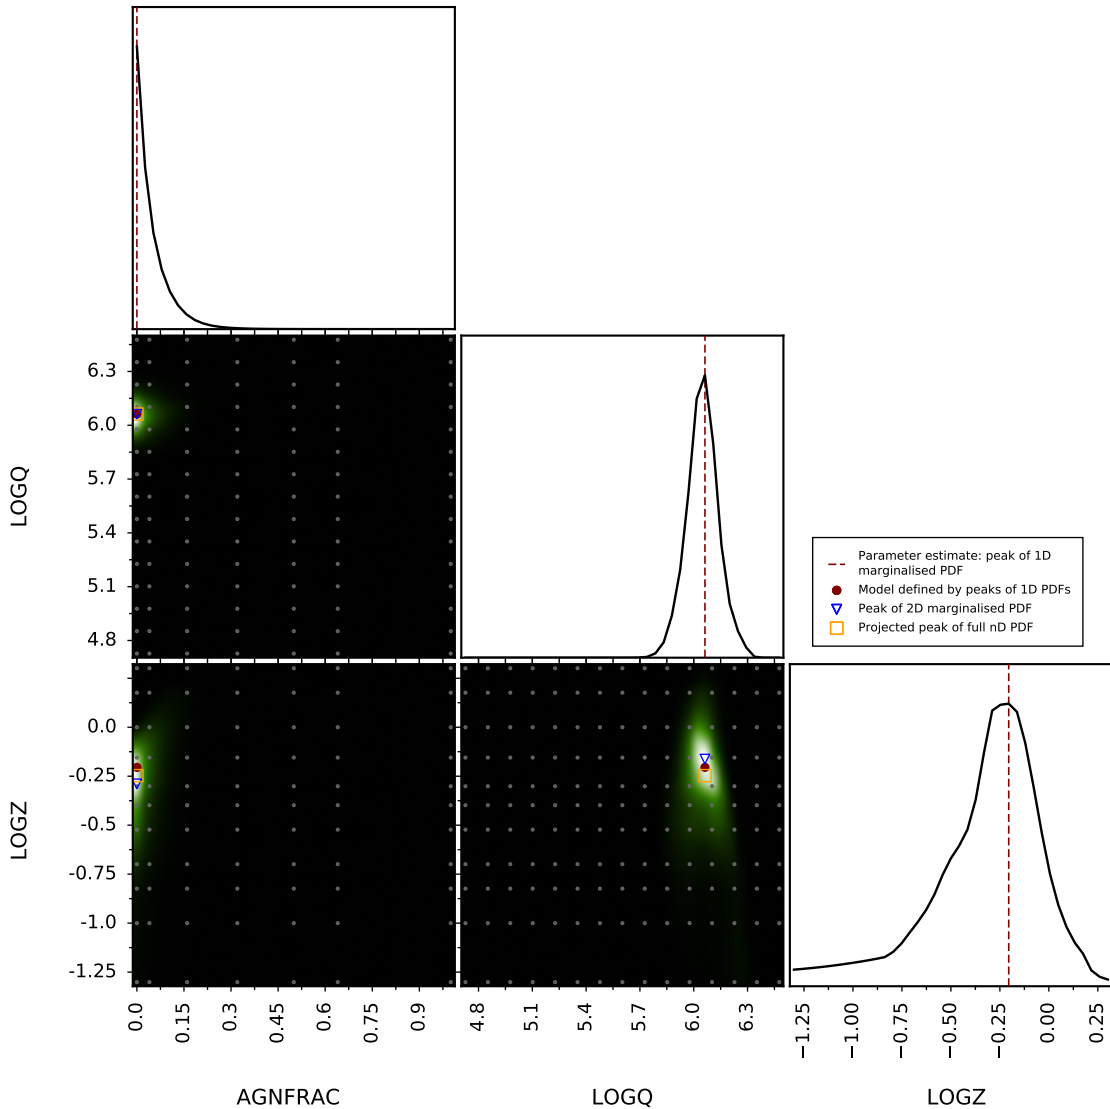 6.3
6.0
5.7
5.4
5.1
4.8
LOGQ
Parameter estimate: peak of 1D
marginalised PDF
Model defined by peaks of 1D PDFs
Peak of 2D marginalised PDF
Projected peak of full nD PDF
0.0
-0.25
-0.5
-0.75
-1.0
-1.25
LOGZ
0.0 0.15 0.3 0.45 0.6 0.75 0.9
4.8 5.1 5.4 5.7 6.0 6.3
−1.25 −1.00 −0.75 −0.50 −0.25 0.00 0.25
AGNFRAC LOGQ LOGZ